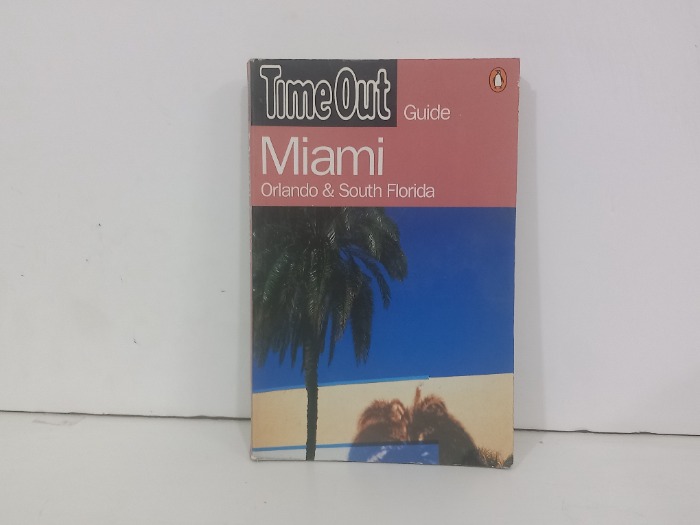 Time Out
Guide
Miami
Orlando & South Florida